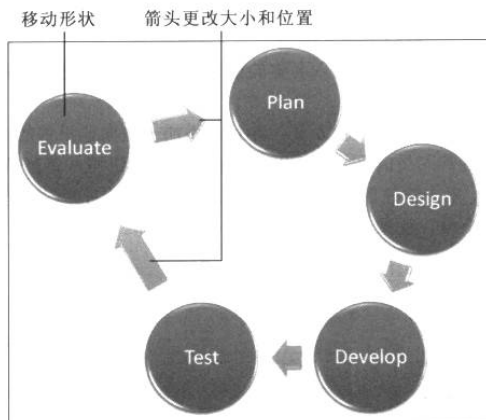 移动形状
箭头更改大小和位置
Plan
Evaluate
Design
Test
Develop